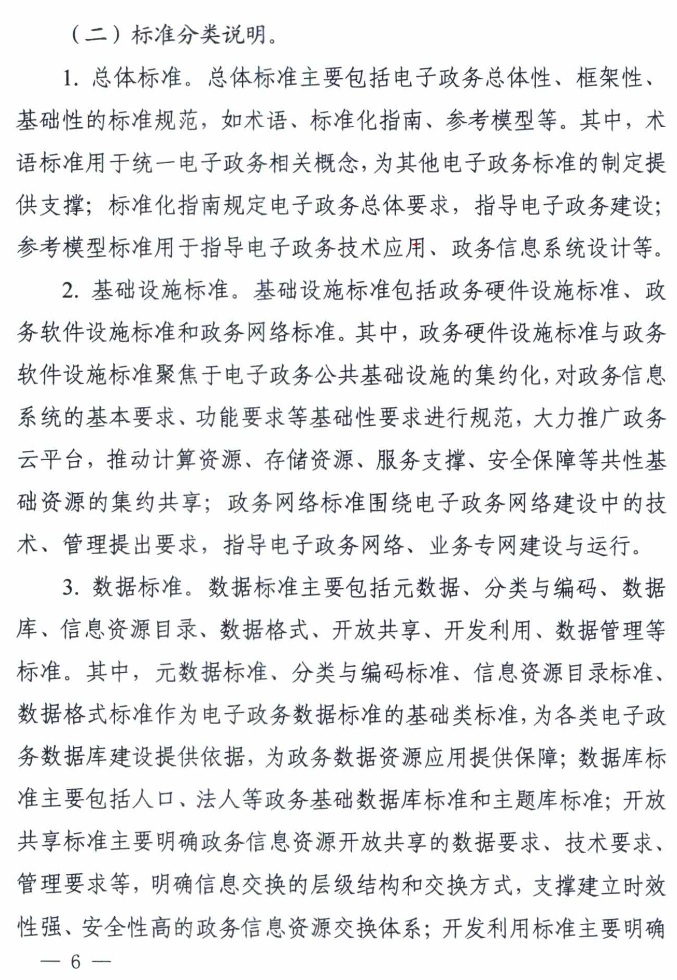 （二）标准分类说明。
1. 总体标准。总体标准主要包括电子政务总体性、框架性、
基础性的标准规范，如术语、标准化指南、参考模型等。其中，术
语标准用于统一电子政务相关概念，为其他电子政务标准的制定提
供支撑；标准化指南规定电子政务总体要求，指导电子政务建设；
参考模型标准用于指导电子政务技术应用、政务信息系统设计等。
2. 基础设施标准。基础设施标准包括政务硬件设施标准、政
务软件设施标准和政务网络标准。其中，政务硬件设施标准与政务
软件设施标准聚焦于电子政务公共基础设施的集约化，对政务信息
系统的基本要求、功能要求等基础性要求进行规范，大力推广政务
云平台，推动计算资源、存储资源、服务支撑、安全保障等共性基
础资源的集约共享；政务网络标准围绕电子政务网络建设中的技
术、管理提出要求，指导电子政务网络、业务专网建设与运行。
3. 数据标准。数据标准主要包括元数据、分类与编码、数据
库、信息资源目录、数据格式、开放共享、开发利用、数据管理等
标准。其中，元数据标准、分类与编码标准、信息资源目录标准、
数据格式标准作为电子政务数据标准的基础类标准，为各类电子政
务数据库建设提供依据，为政务数据资源应用提供保障；数据库标
准主要包括人口、法人等政务基础数据库标准和主题库标准；开放
共享标准主要明确政务信息资源开放共享的数据要求、技术要求、
管理要求等，明确信息交换的层级结构和交换方式，支撑建立时效
性强、安全性高的政务信息资源交换体系；开发利用标准主要明确
— 6 —